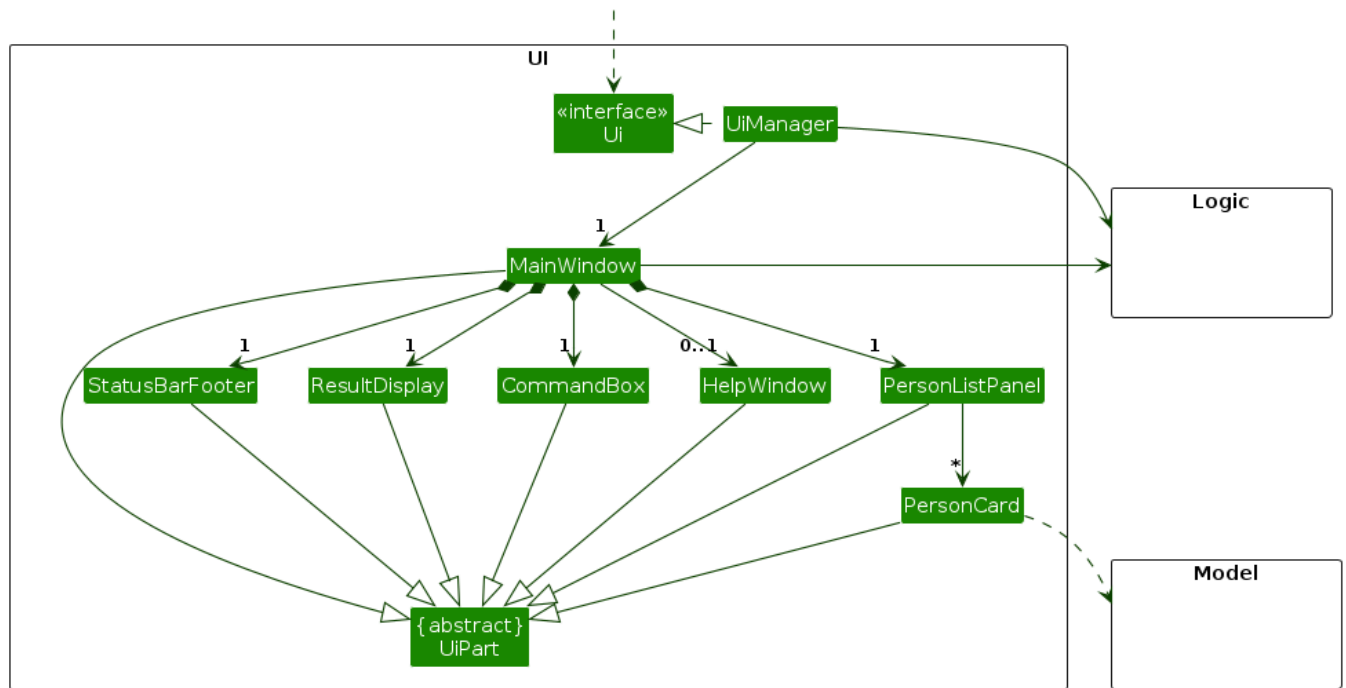 UI
«interface»
Ui
UiManager
Logic
1
MainWindow
1
1
1
0..1
1
StatusBarFooter
ResultDisplay
CommandBox
HelpWindow
PersonListPanel
*
PersonCard
Model
{abstract}
UiPart